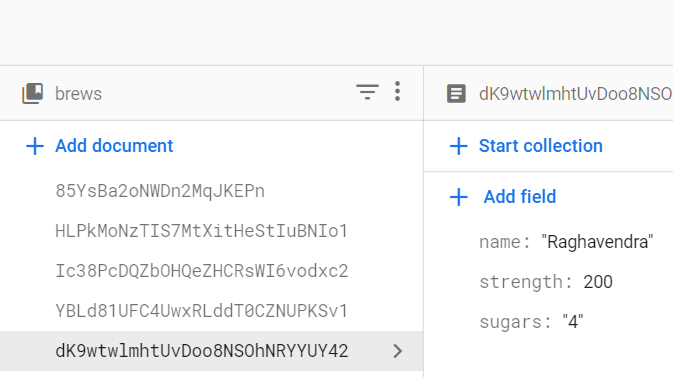 brews
dK9wtwlmhtUvDoo8NSO
Add document
Start collection
85YsBa2oNWDn2MqJKEPn
HLPkMoNzTIS7MtXitHeStIuBNIo1
Ic38PcDQZbOHQeZHCRsWI6vodxc2
YBLd81UFC4UwxRLddT0CZNUPKSv1
dK9wtwlmhtUvDoo8NSOhNRYYUY42
Add field
name: "Raghavendra"
strength: 200
sugars: "4"